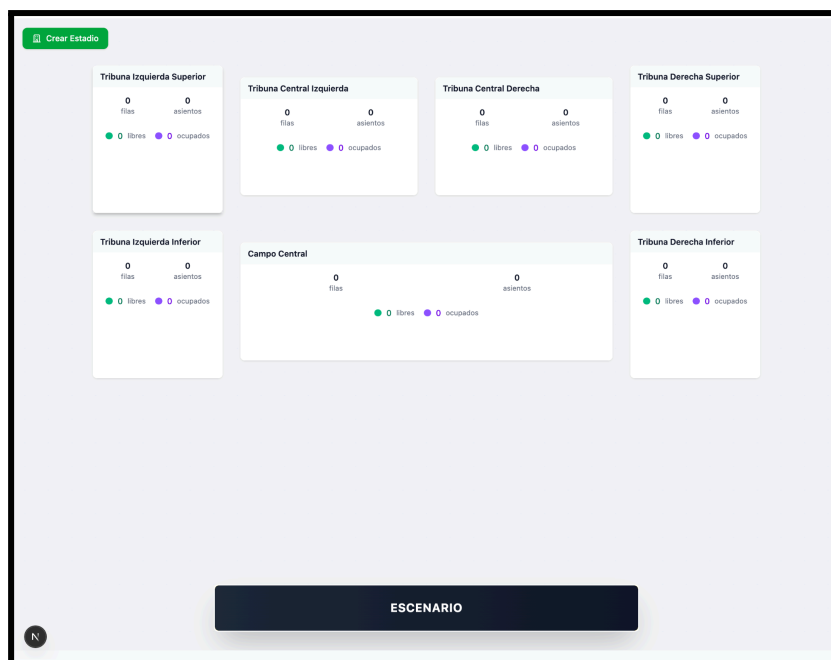 Crear Estadio
Tribuna Izquierda Superior
0 0
filas asientos
0 libres 0 ocupados
Tribuna Central Izquierda
0 0
filas asientos
0 libres 0 ocupados
Tribuna Central Derecha
0 0
filas asientos
0 libres 0 ocupados
Tribuna Derecha Superior
0 0
filas asientos
0 libres 0 ocupados
Tribuna Izquierda Inferior
0 0
filas asientos
0 libres 0 ocupados
Campo Central
0 0
filas asientos
0 libres 0 ocupados
Tribuna Derecha Inferior
0 0
filas asientos
0 libres 0 ocupados
ESCENARIO
N